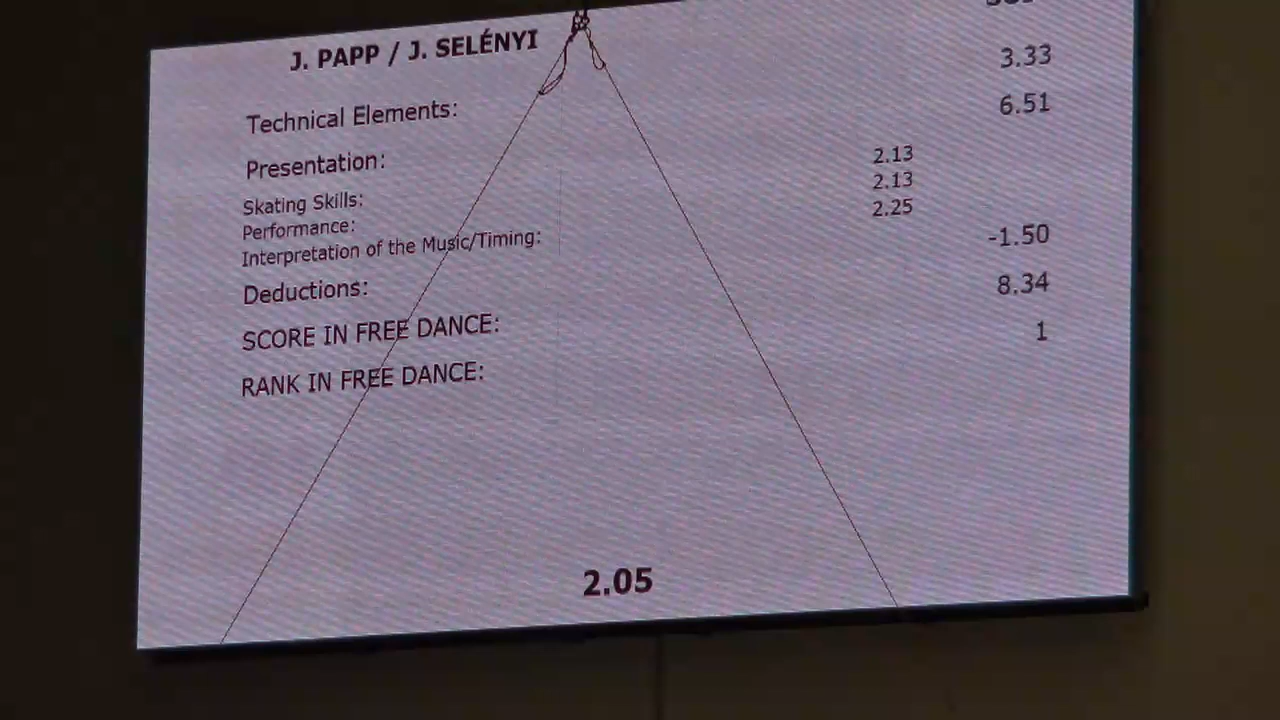 J. PAPP / J. SELÉNYI
Technical Elements: 3.33
Presentation: 6.51
Skating Skills: 2.13
Performance: 2.13
Interpretation of the Music/Timing: 2.25
Deductions: -1.50
SCORE IN FREE DANCE: 8.34
RANK IN FREE DANCE: 1
2.05